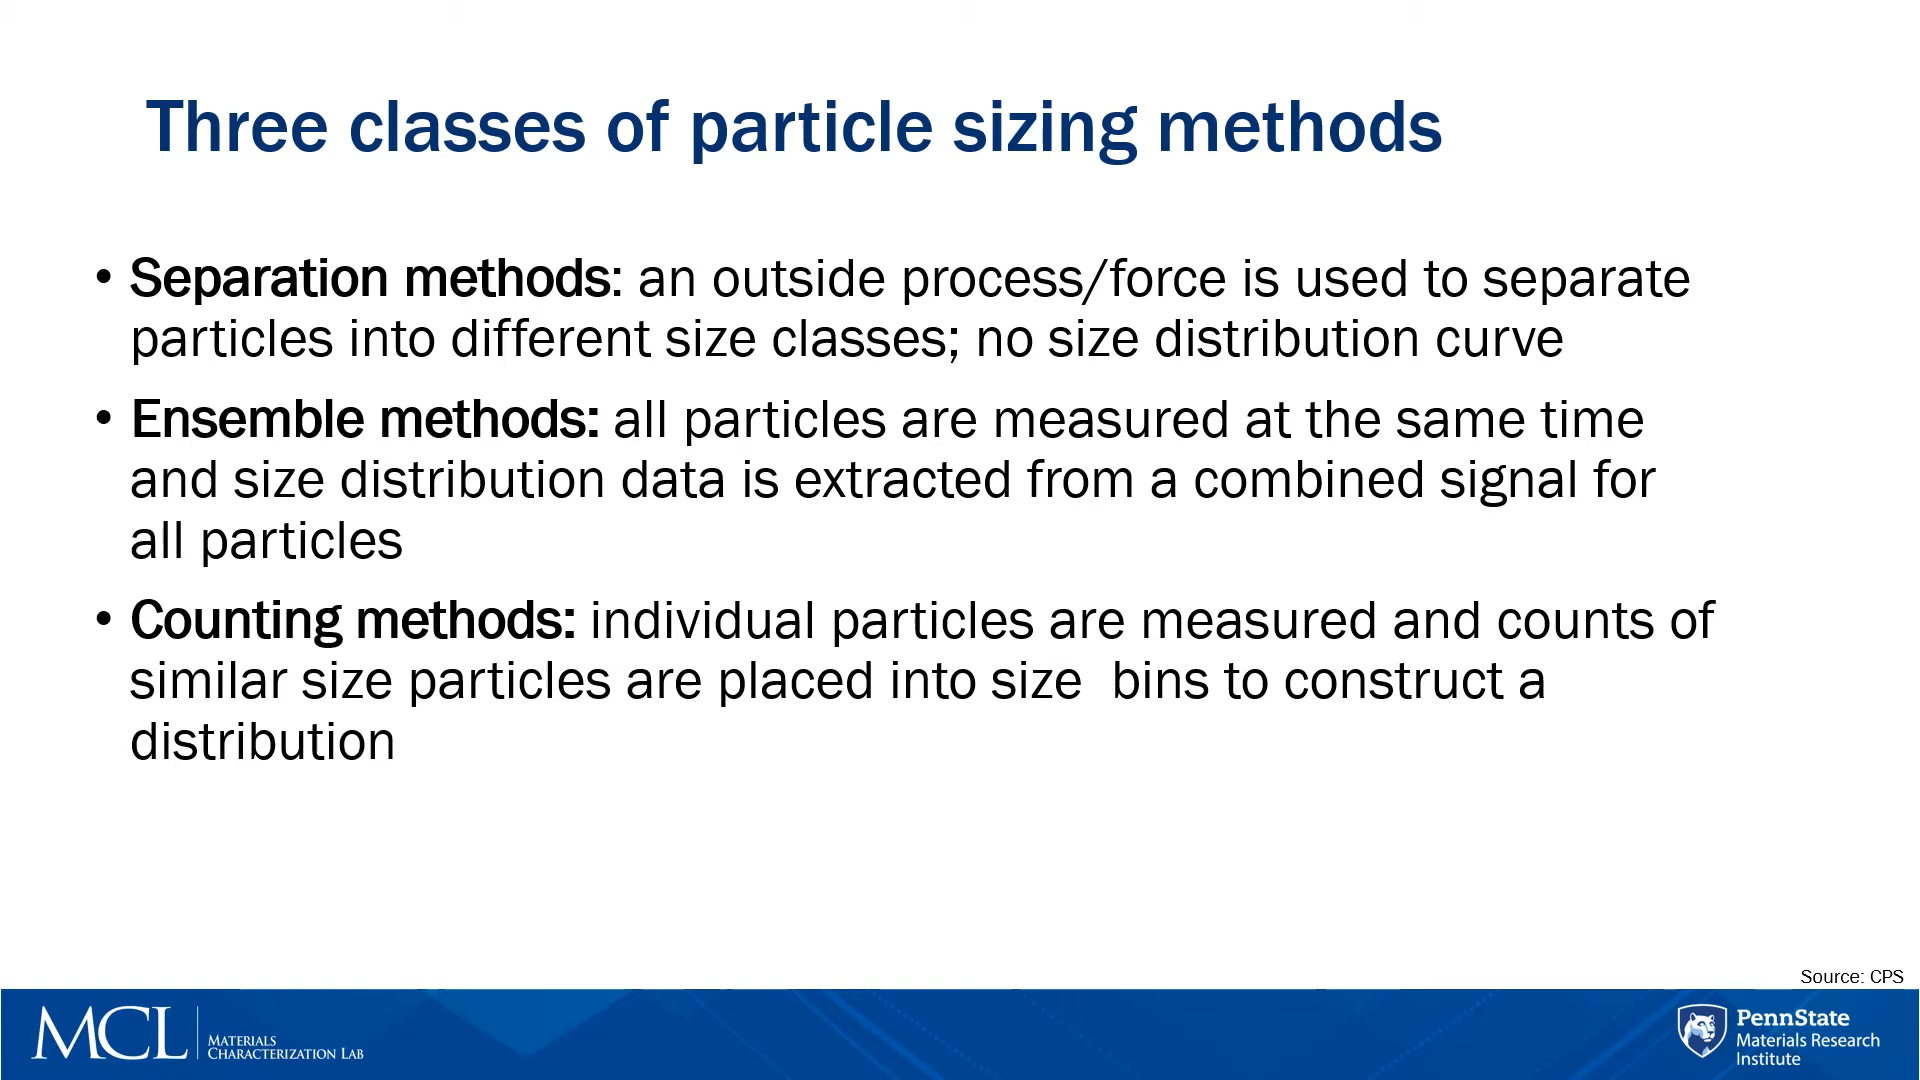 Three classes of particle sizing methods
• Separation methods: an outside process/force is used to separate
particles into different size classes; no size distribution curve
• Ensemble methods: all particles are measured at the same time
and size distribution data is extracted from a combined signal for
all particles
• Counting methods: individual particles are measured and counts of
similar size particles are placed into size  bins to construct a
distribution
Source: CPS
MCL
MATERIALS
CHARACTERIZATION LAB
PennState
Materials Research
Institute